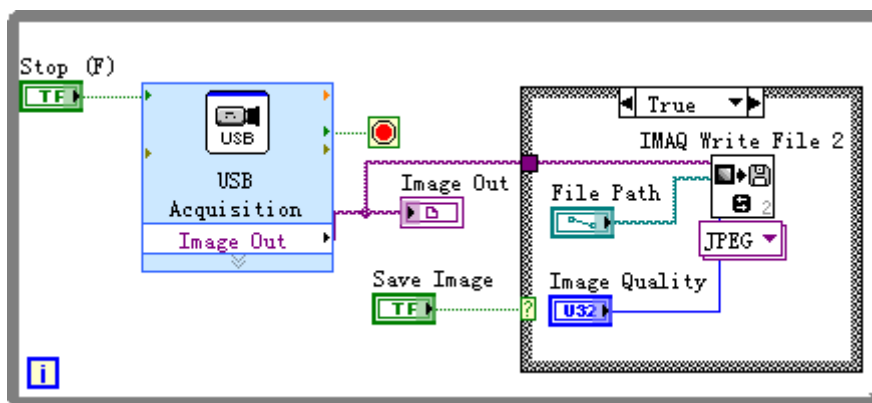 Stop (F)
TF
USB
USB
Acquisition
Image Out
Image Out
Save Image
TF
True
IMAQ Write File 2
2
File Path
JPEG
Image Quality
U32
i
?